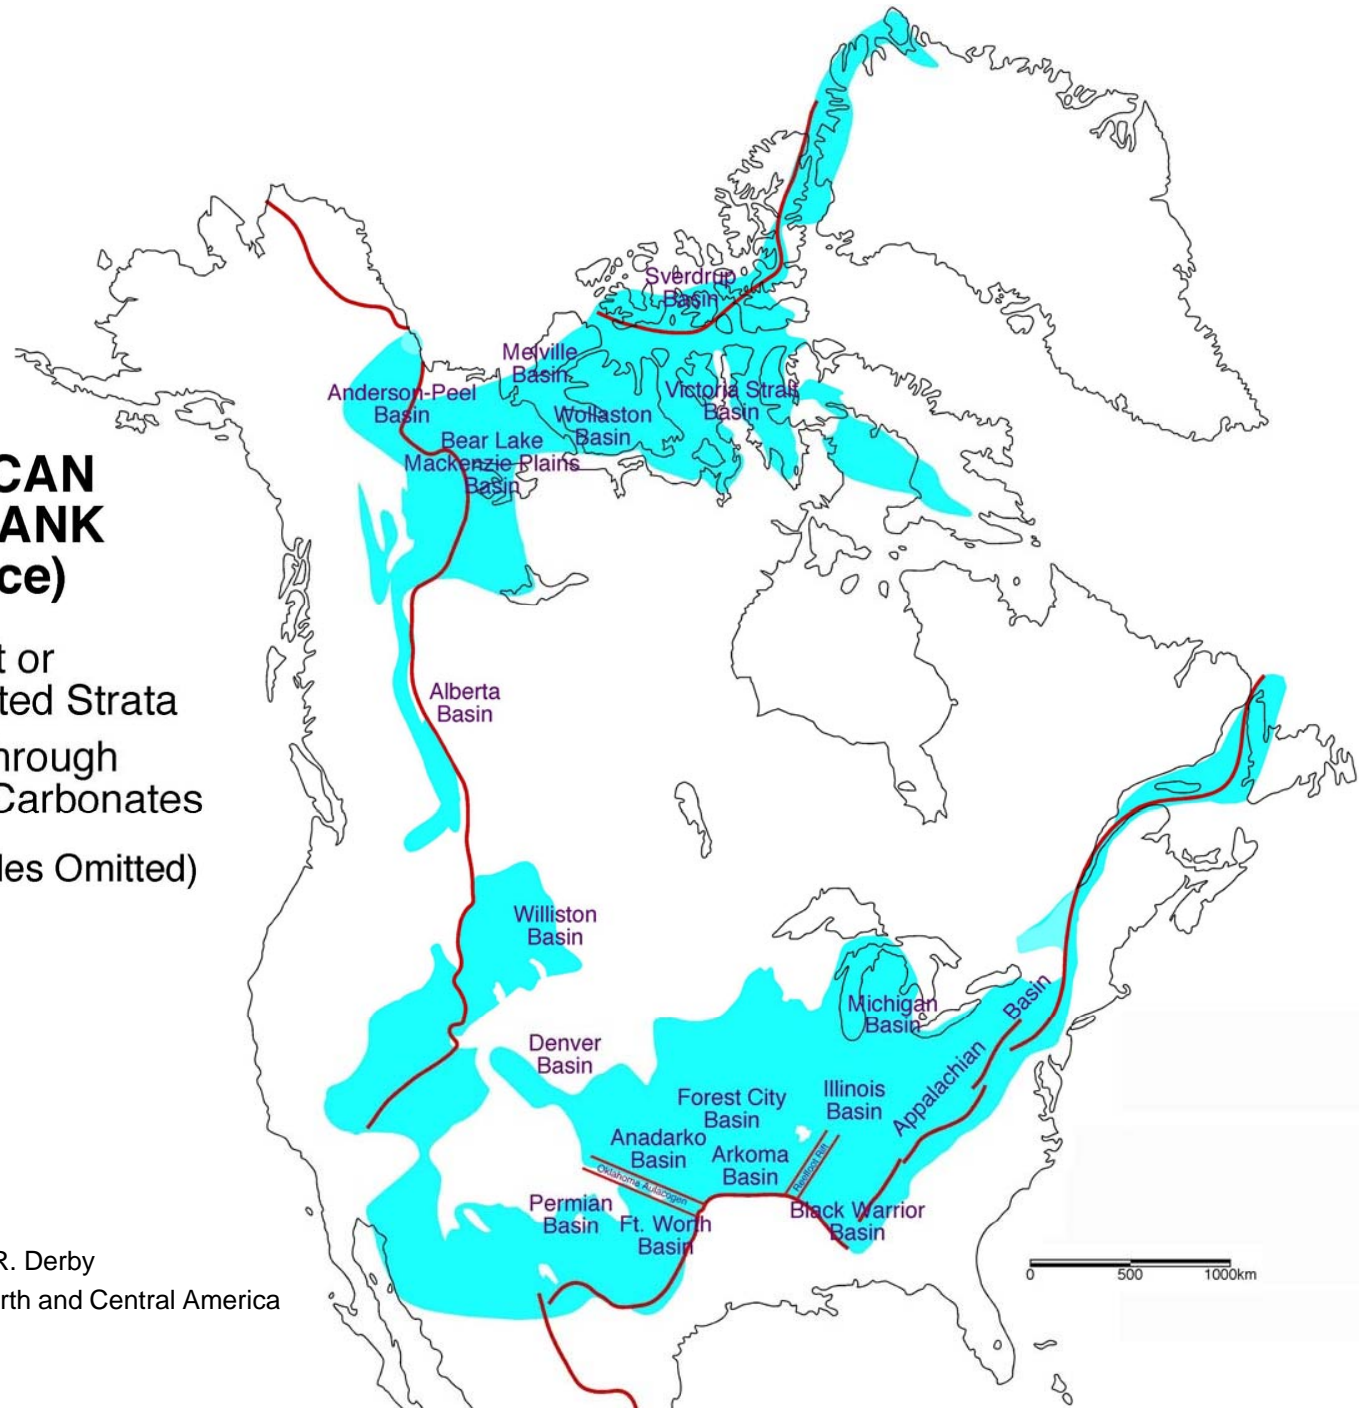 Sverdrup
Basin
Melville
Basin
Anderson-Peel
Basin
Victoria Strait
Basin
Wollaston
Basin
Bear Lake
Mackenzie Plains
Basin
CAN
ANK
ce)
t or
ted Strata
Alberta
Basin
hrough
Carbonates
les Omitted)
Williston
Basin
Michigan
Basin
Basin
Appalachian
Denver
Basin
Forest City
Basin
Illinois
Basin
Anadarko
Basin
Arkoma
Basin
Oklahoma Aulacogen
Reelfoot Rift
Permian
Basin
Ft. Worth
Basin
Black Warrior
Basin
R. Derby
rth and Central America
0 500 1000km